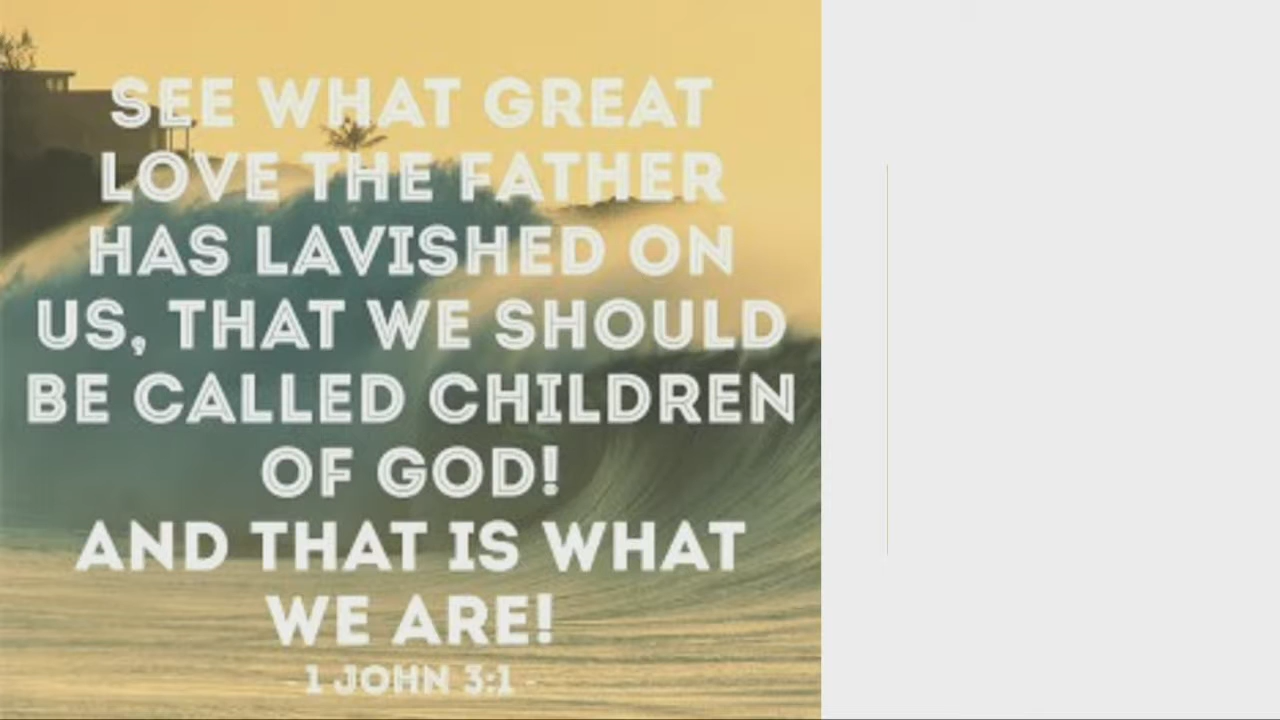 SEE WHAT GREAT
LOVE THE FATHER
HAS LAVISHED ON
US, THAT WE SHOULD
BE CALLED CHILDREN
OF GOD!
AND THAT IS WHAT
WE ARE!
- 1 JOHN 3:1 -